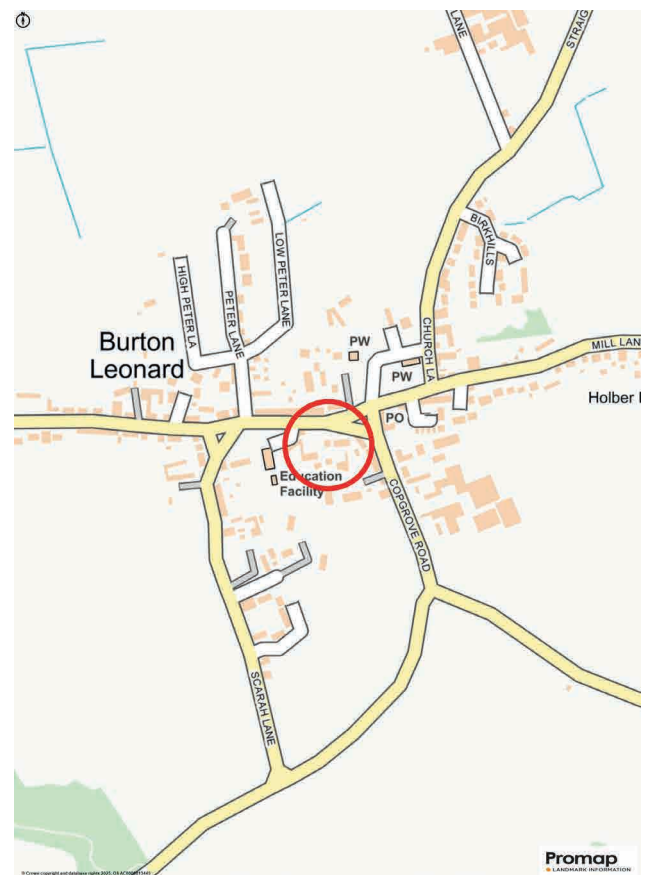 LANE
STRAIG
BIRKHILLS
LOW PETER LANE
HIGH PETER LA
PETER LANE
Burton
Leonard
PW
CHURCH LA
PW
MILL LAN
Holber
PO
Education
Facility
COPGROVE ROAD
SCARAH LANE
Promap
LANDMARK INFORMATION